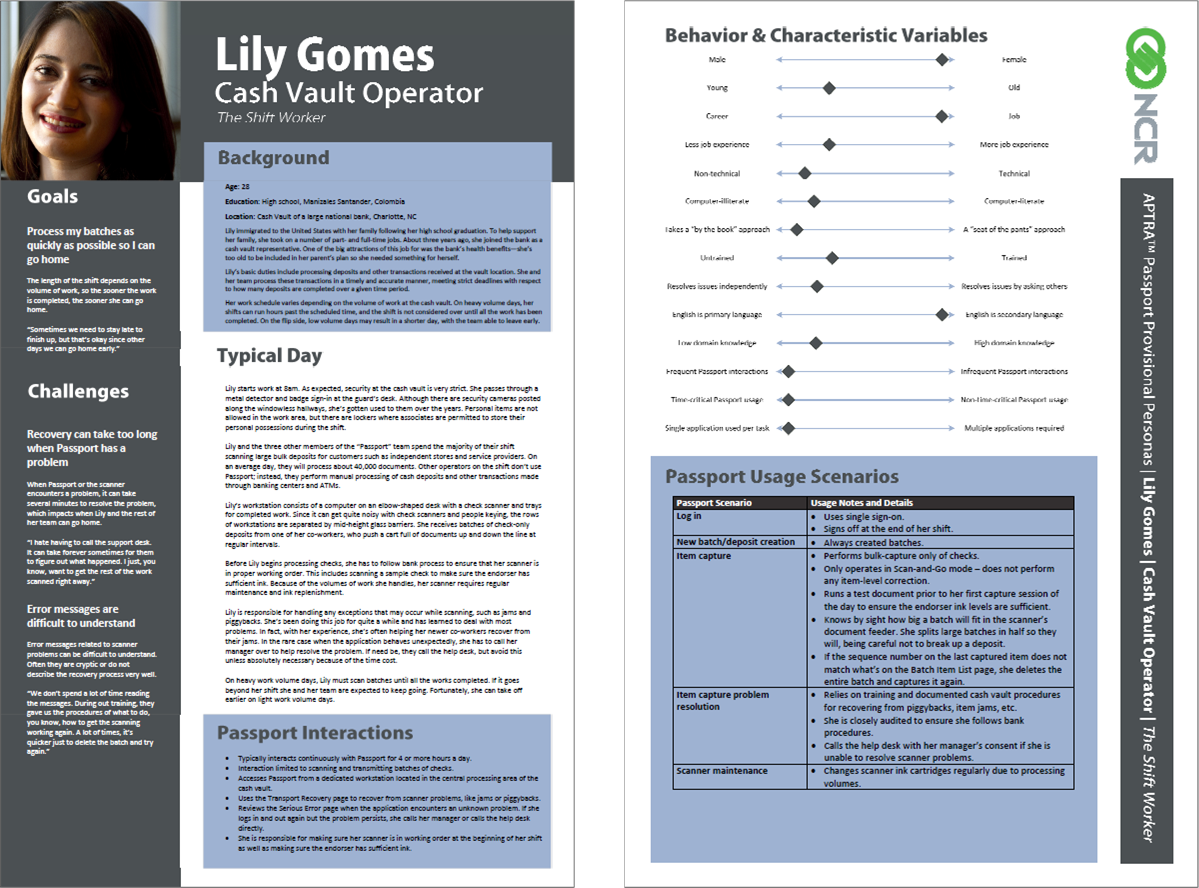 Lily Gomes
Cash Vault Operator
The Shift Worker
Goals
Process my batches as
quickly as possible so I can
go home
The length of the shift depends on the
volume of work, so the sooner the work
is completed, the sooner she can go
home.
"Sometimes we need to stay late to
finish up, but that's okay since other
days we can go home early."
Challenges
Recovery can take too long
when Passport has a
problem
When Passport or the scanner
encounters a problem, it can take
several minutes to resolve the problem,
which impacts when Lily and the rest of
her team can go home.
"I hate having to call the support desk.
It can take forever sometimes for them
to figure out what happened. I just, you
know, want to get the rest of the work
scanned right away."
Error messages are
difficult to understand
Error messages related to scanner
problems can be difficult to understand.
Often they are cryptic or do not
describe the recovery process very well.
"We don't spend a lot of time reading
the messages. During out training, they
gave us the procedures of what to do,
you know, how to get the scanning
working again. A lot of times, it's
quicker just to delete the batch and try
again."
Background
Age: 28
Education: High school, Manizales Santander, Colombia
Location: Cash Vault of a large national bank, Charlotte, NC
Lily immigrated to the United States with her family following her high school graduation. To help support
her family, she took on a number of part- and full-time jobs. About three years ago, she joined the bank as a
cash vault representative. One of the big attractions of this job for was the bank's health benefits—she's
too old to be included in her parent's plan so she needed something for herself.
Lily's basic duties include processing deposits and other transactions received at the vault location. She and
her team process these transactions in a timely and accurate manner, meeting strict deadlines with respect
to how many deposits are completed over a given time period.
Her work schedule varies depending on the volume of work at the cash vault. On heavy volume days, her
shifts can run hours past the scheduled time, and the shift is not considered over until all the work has been
completed. On the flip side, low volume days may result in a shorter day, with the team able to leave early.
Typical Day
Lily starts work at 8am. As expected, security at the cash vault is very strict. She passes through a
metal detector and badge sign-in at the guard's desk. Although there are security cameras posted
along the windowless hallways, she's gotten used to them over the years. Personal items are not
allowed in the work area, but there are lockers where associates are permitted to store their
personal possessions during the shift.
Lily and the three other members of the "Passport" team spend the majority of their shift
scanning large bulk deposits for customers such as independent stores and service providers. On
an average day, they will process about 40,000 documents. Other operators on the shift don't use
Passport; instead, they perform manual processing of cash deposits and other transactions made
through banking centers and ATMs.
Lily's workstation consists of a computer on an elbow-shaped desk with a check scanner and trays
for completed work. Since it can get quite noisy with check scanners and people keying, the rows
of workstations are separated by mid-height glass barriers. She receives batches of check-only
deposits from one of her co-workers, who push a cart full of documents up and down the line at
regular intervals.
Before Lily begins processing checks, she has to follow bank process to ensure that her scanner is
in proper working order. This includes scanning a sample check to make sure the endorser has
sufficient ink. Because of the volumes of work she handles, her scanner requires regular
maintenance and ink replenishment.
Lily is responsible for handling any exceptions that may occur while scanning, such as jams and
piggybacks. She's been doing this job for quite a while and has learned to deal with most
problems. In fact, with her experience, she's often helping her newer co-workers recover from
their jams. In the rare case when the application behaves unexpectedly, she has to call her
manager over to help resolve the problem. If need be, they call the help desk, but avoid this
unless absolutely necessary because of the time cost.
On heavy work volume days, Lily must scan batches until all the works completed. If it goes
beyond her shift she and her team are expected to keep going. Fortunately, she can take off
earlier on light work volume days.
Passport Interactions
• Typically interacts continuously with Passport for 4 or more hours a day.
• Interaction limited to scanning and transmitting batches of checks.
• Accesses Passport from a dedicated workstation located in the central processing area of the
cash vault.
• Uses the Transport Recovery page to recover from scanner problems, like jams or piggybacks.
• Reviews the Serious Error page when the application encounters an unknown problem. If she
logs in and out again but the problem persists, she calls her manager or calls the help desk
directly.
• She is responsible for making sure her scanner is in working order at the beginning of her shift
as well as making sure the endorser has sufficient ink.
Behavior & Characteristic Variables
Male Female
Young Old
Career Job
Less job experience More job experience
Non-technical Technical
Computer-illiterate Computer-literate
Takes a "by the book" approach A "seat of the pants" approach
Untrained Trained
Resolves issues independently Resolves issues by asking others
English is primary language English is secondary language
Low domain knowledge High domain knowledge
Frequent Passport interactions Infrequent Passport interactions
Time-critical Passport usage Non-time-critical Passport usage
Single application used per task Multiple applications required
Passport Usage Scenarios
Passport Scenario Usage Notes and Details
Log in • Uses single sign-on.
• Signs off at the end of her shift.
New batch/deposit creation • Always created batches.
Item capture • Performs bulk-capture only of checks.
• Only operates in Scan-and-Go mode – does not perform
any item-level correction.
• Runs a test document prior to her first capture session of
the day to ensure the endorser ink levels are sufficient.
• Knows by sight how big a batch will fit in the scanner's
document feeder. She splits large batches in half so they
will, being careful not to break up a deposit.
• If the sequence number on the last captured item does not
match what's on the Batch Item List page, she deletes the
entire batch and captures it again.
Item capture problem • Relies on training and documented cash vault procedures
resolution for recovering from piggybacks, item jams, etc.
• She is closely audited to ensure she follows bank
procedures.
• Calls the help desk with her manager's consent if she is
unable to resolve scanner problems.
Scanner maintenance • Changes scanner ink cartridges regularly due to processing
volumes.
NCR
APTRA™ Passport Provisional Personas | Lily Gomes | Cash Vault Operator | The Shift Worker